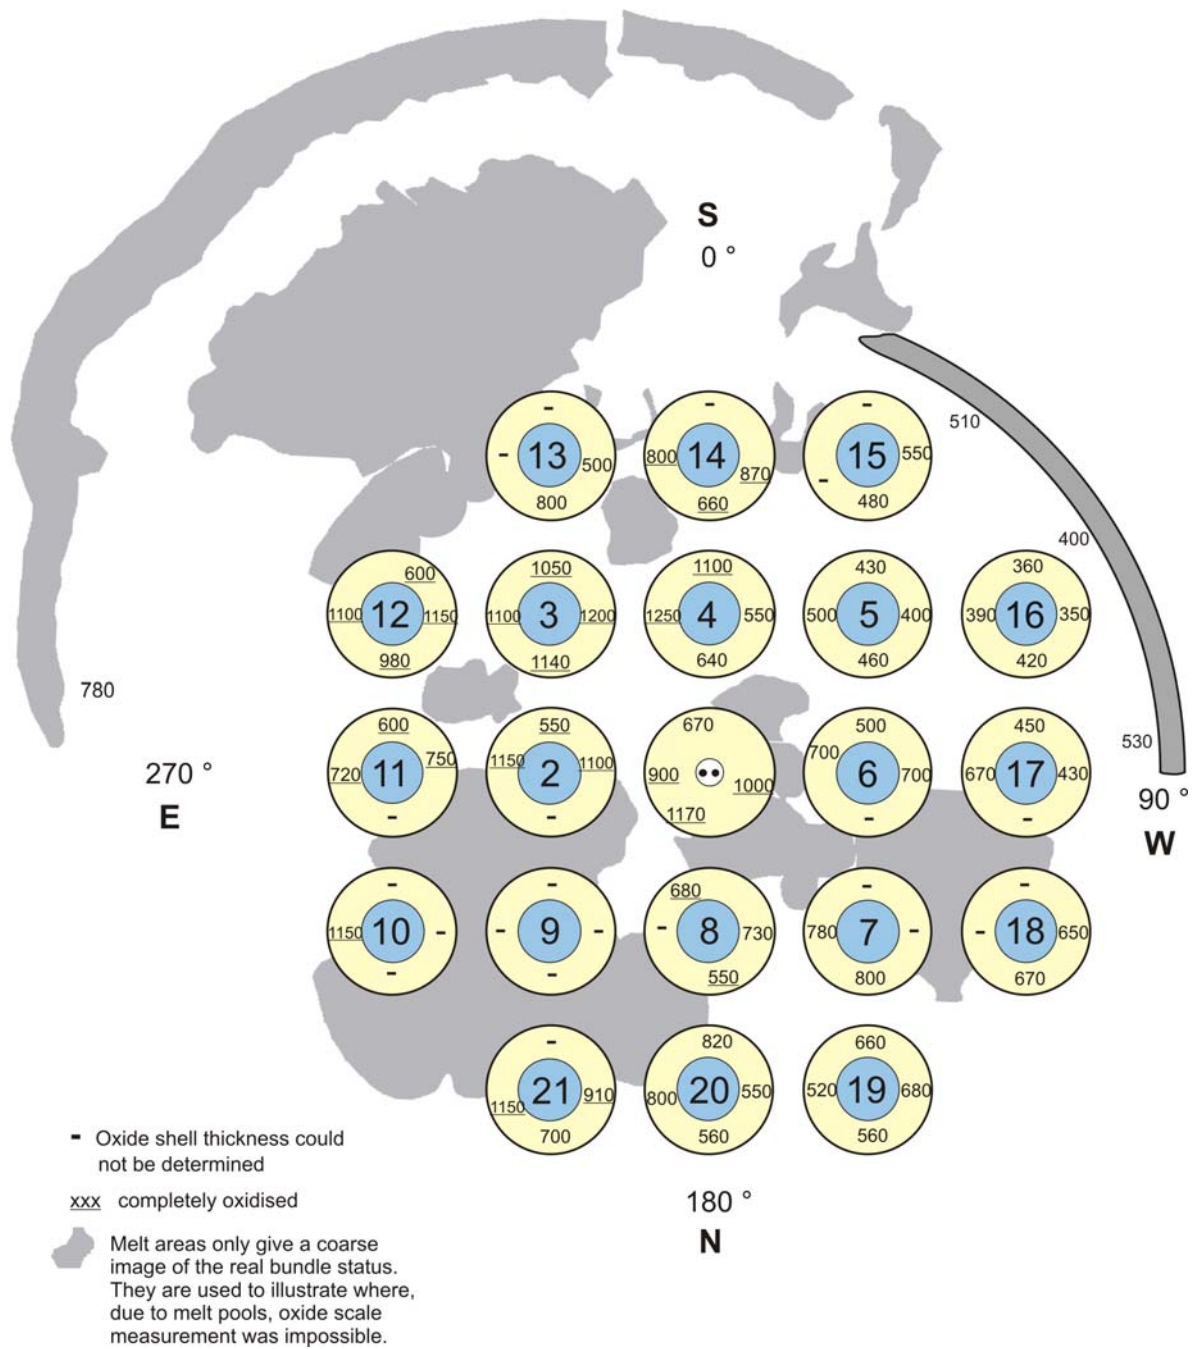 S
0 °
-
- 13 500
800
-
800 14 870
660
-
- 15 550
480
510
400
530
600
1100 12 1150
980
1050
1100 3 1200
1140
1100
1250 4 550
640
430
500 5 400
460
360
390 16 350
420
780
270 °
E
90 °
W
600
720 11 750
-
550
1150 2 1100
-
670
900 1000
1170
500
700 6 700
-
450
670 17 430
-
-
1150 10 -
-
-
- 9 -
-
680
- 8 730
550
-
780 7 -
800
-
- 18 650
670
-
1150 21 910
700
820
800 20 550
560
660
520 19 680
560
180 °
N
- Oxide shell thickness could
not be determined
xxx completely oxidised
Melt areas only give a coarse
image of the real bundle status.
They are used to illustrate where,
due to melt pools, oxide scale
measurement was impossible.